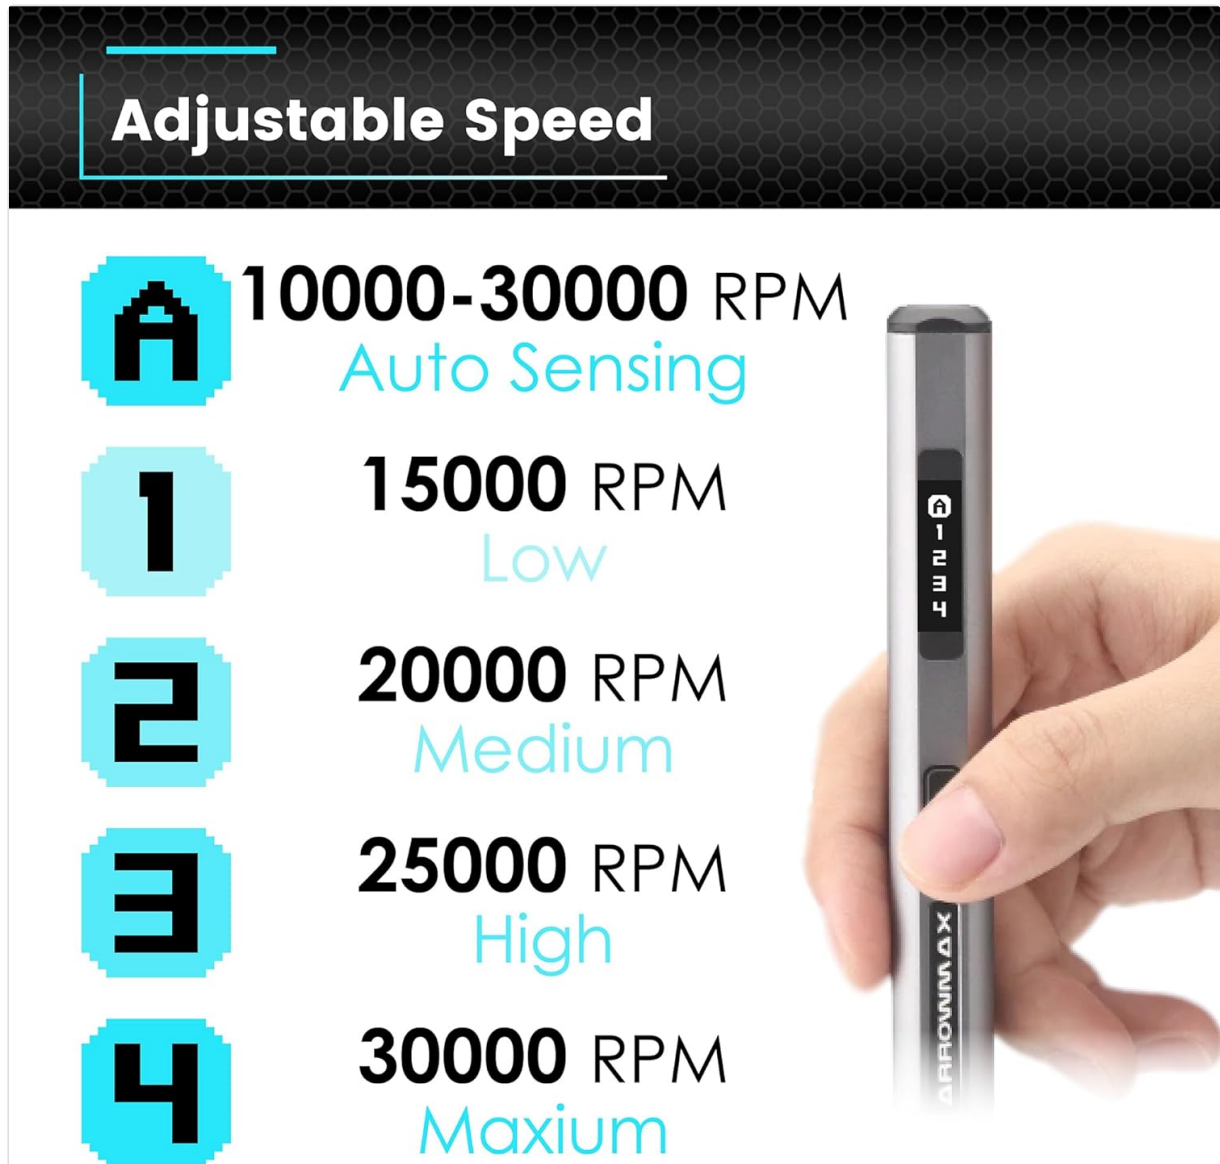 Adjustable Speed
A
10000-30000 RPM
Auto Sensing
1
15000 RPM
Low
2
20000 RPM
Medium
3
25000 RPM
High
4
30000 RPM
Maxium
A
1
2
3
4
ARROWMAX